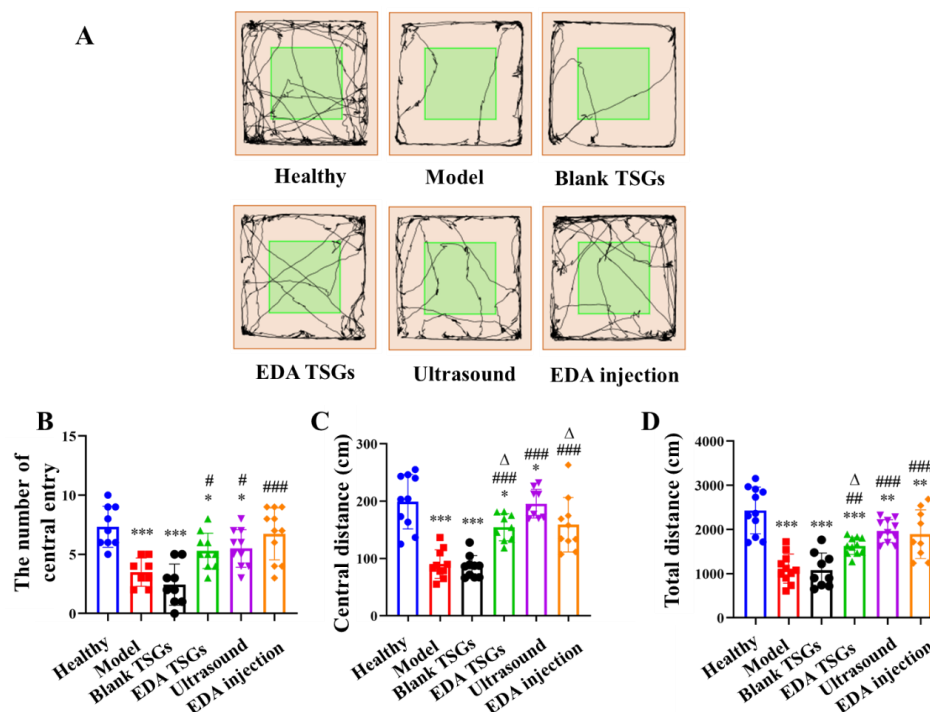 A
Healthy
Model
Blank TSGs
EDA TSGs
Ultrasound
EDA injection
B
The number of
central entry
15
10
5
0
***
***
#
*
#
*
###
Healthy
Model
Blank TSGs
EDA TSGs
Ultrasound
EDA injection
C
Central distance (cm)
300
200
100
0
***
***
Δ
###
*
###
*
Δ
###
Healthy
Model
Blank TSGs
EDA TSGs
Ultrasound
EDA injection
D
Total distance (cm)
4000
3000
2000
1000
0
***
***
Δ
##
***
###
**
###
**
Healthy
Model
Blank TSGs
EDA TSGs
Ultrasound
EDA injection